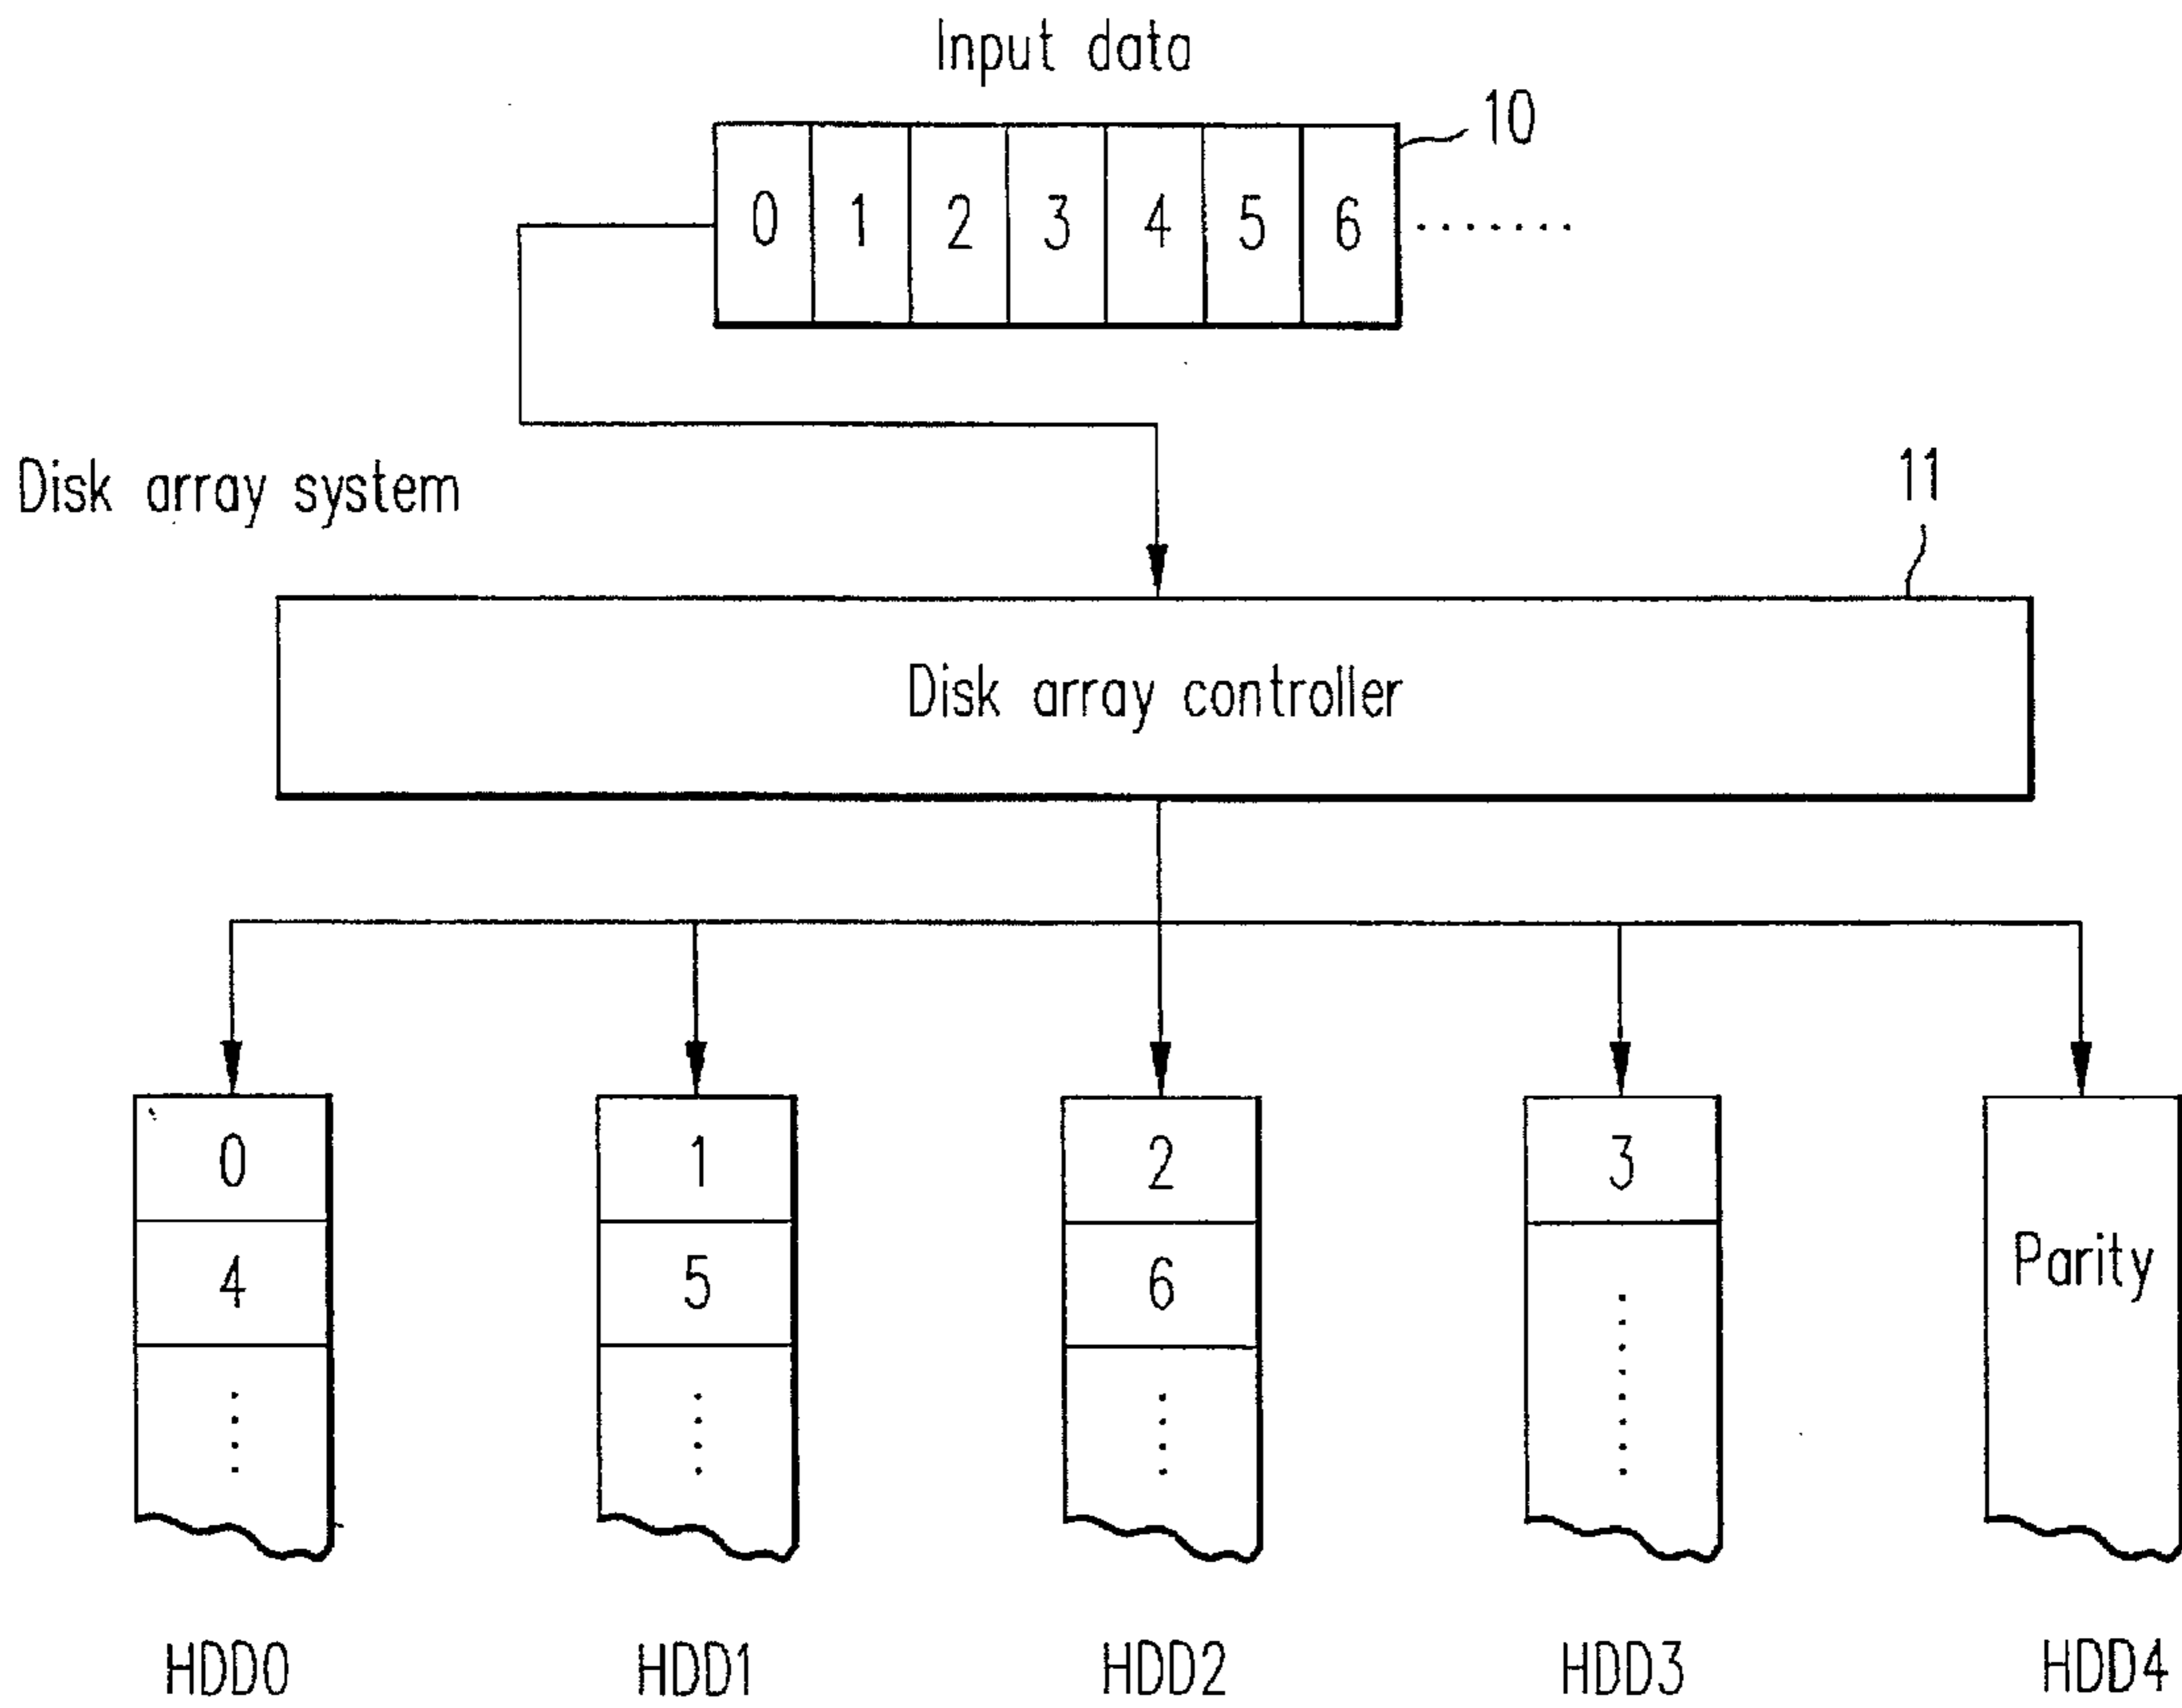 Input data
10
0 1 2 3 4 5 6 .......
Disk array system
11
Disk array controller
0 1 2 3
4 5 6 Parity
HDD0 HDD1 HDD2 HDD3 HDD4